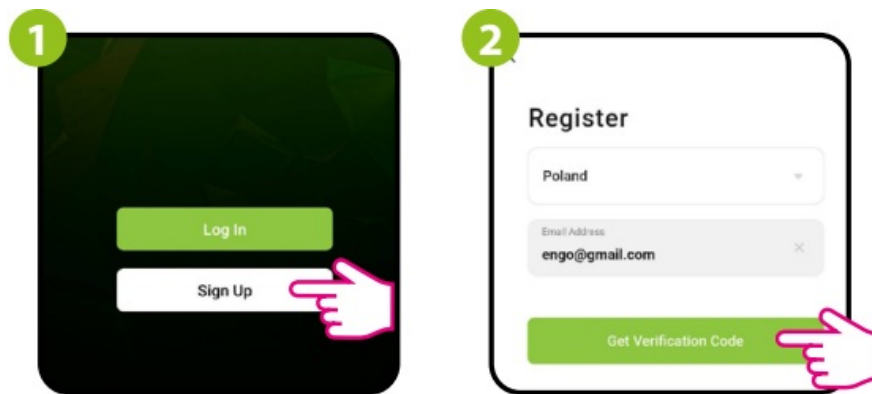 1
Log In
Sign Up
2
Register
Poland
Email Address
engo@gmail.com
Get Verification Code